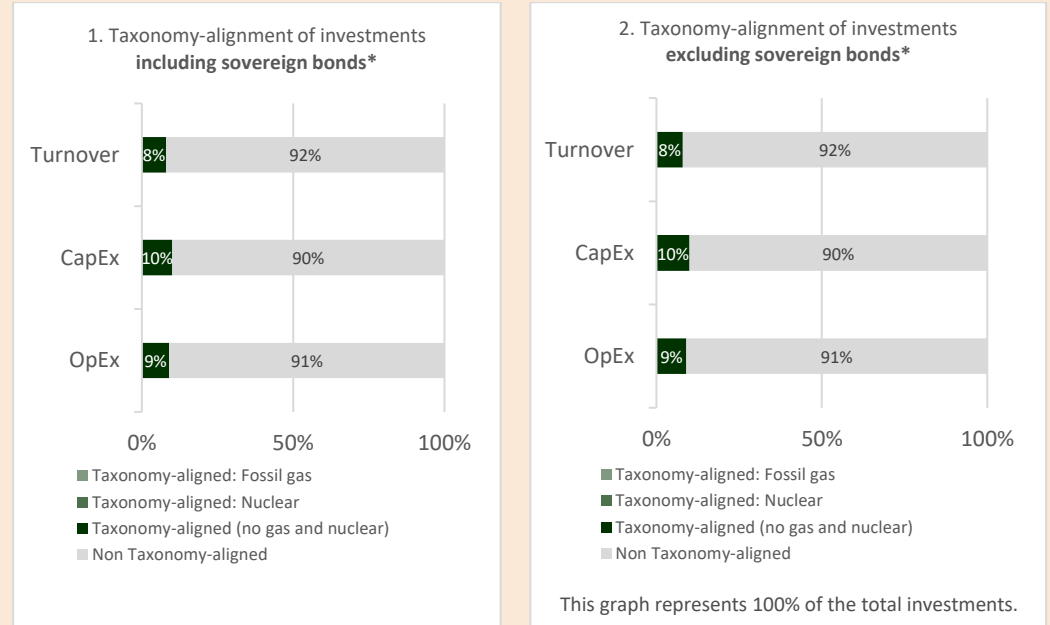 1. Taxonomy-alignment of investments
including sovereign bonds*
Turnover
8%
92%
CapEx
10%
90%
OpEx
9%
91%
0%
50%
100%
Taxonomy-aligned: Fossil gas
Taxonomy-aligned: Nuclear
Taxonomy-aligned (no gas and nuclear)
Non Taxonomy-aligned
2. Taxonomy-alignment of investments
excluding sovereign bonds*
Turnover
8%
92%
CapEx
10%
90%
OpEx
9%
91%
0%
50%
100%
Taxonomy-aligned: Fossil gas
Taxonomy-aligned: Nuclear
Taxonomy-aligned (no gas and nuclear)
Non Taxonomy-aligned
This graph represents 100% of the total investments.